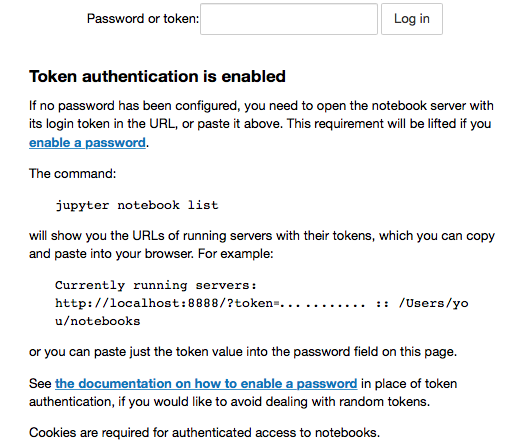 Password or token: Log in
Token authentication is enabled
If no password has been configured, you need to open the notebook server with
its login token in the URL, or paste it above. This requirement will be lifted if you
enable a password.
The command:
jupyter notebook list
will show you the URLs of running servers with their tokens, which you can copy
and paste into your browser. For example:
Currently running servers:
http://localhost:8888/?token=............ :: /Users/yo
u/notebooks
or you can paste just the token value into the password field on this page.
See the documentation on how to enable a password in place of token
authentication, if you would like to avoid dealing with random tokens.
Cookies are required for authenticated access to notebooks.